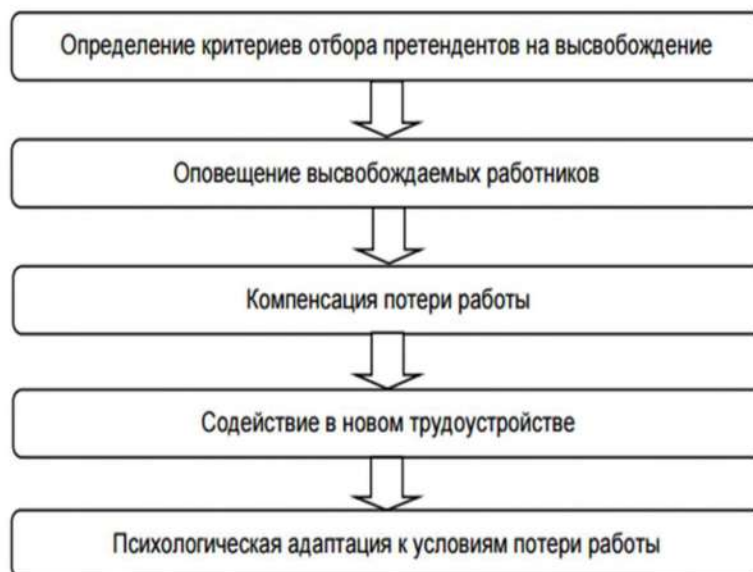 Определение критериев отбора претендентов на высвобождение
Оповещение высвобождаемых работников
Компенсация потери работы
Содействие в новом трудоустройстве
Психологическая адаптация к условиям потери работы